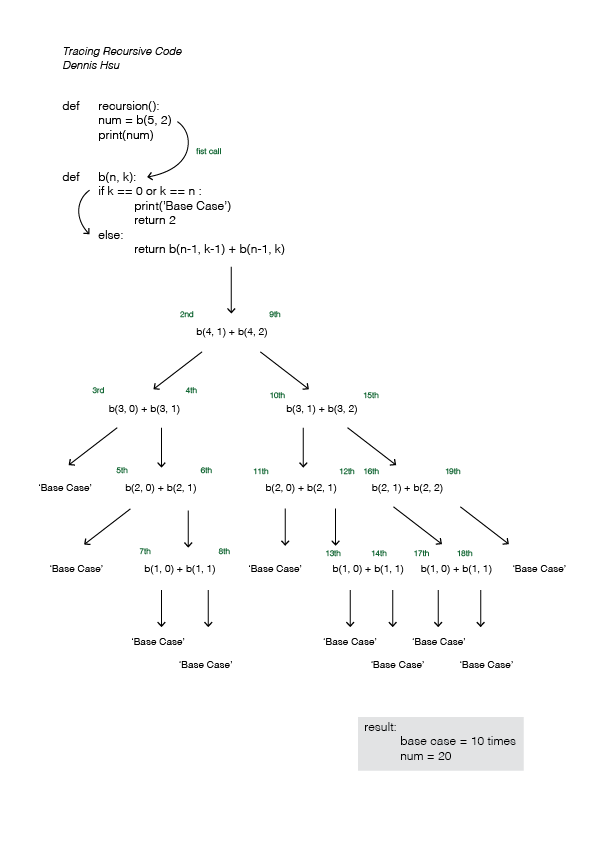 Tracing Recursive Code
Dennis Hsu
def recursion():
num = b(5, 2)
print(num)
fist call
def b(n, k):
if k == 0 or k == n :
print('Base Case')
return 2
else:
return b(n-1, k-1) + b(n-1, k)
2nd 9th
b(4, 1) + b(4, 2)
3rd 4th 10th 15th
b(3, 0) + b(3, 1) b(3, 1) + b(3, 2)
5th 6th 11th 12th 16th 19th
'Base Case' b(2, 0) + b(2, 1) b(2, 0) + b(2, 1) b(2, 1) + b(2, 2)
7th 8th 13th 14th 17th 18th
'Base Case' b(1, 0) + b(1, 1) 'Base Case' b(1, 0) + b(1, 1) b(1, 0) + b(1, 1) 'Base Case'
'Base Case' 'Base Case' 'Base Case'
'Base Case' 'Base Case' 'Base Case'
result:
base case = 10 times
num = 20